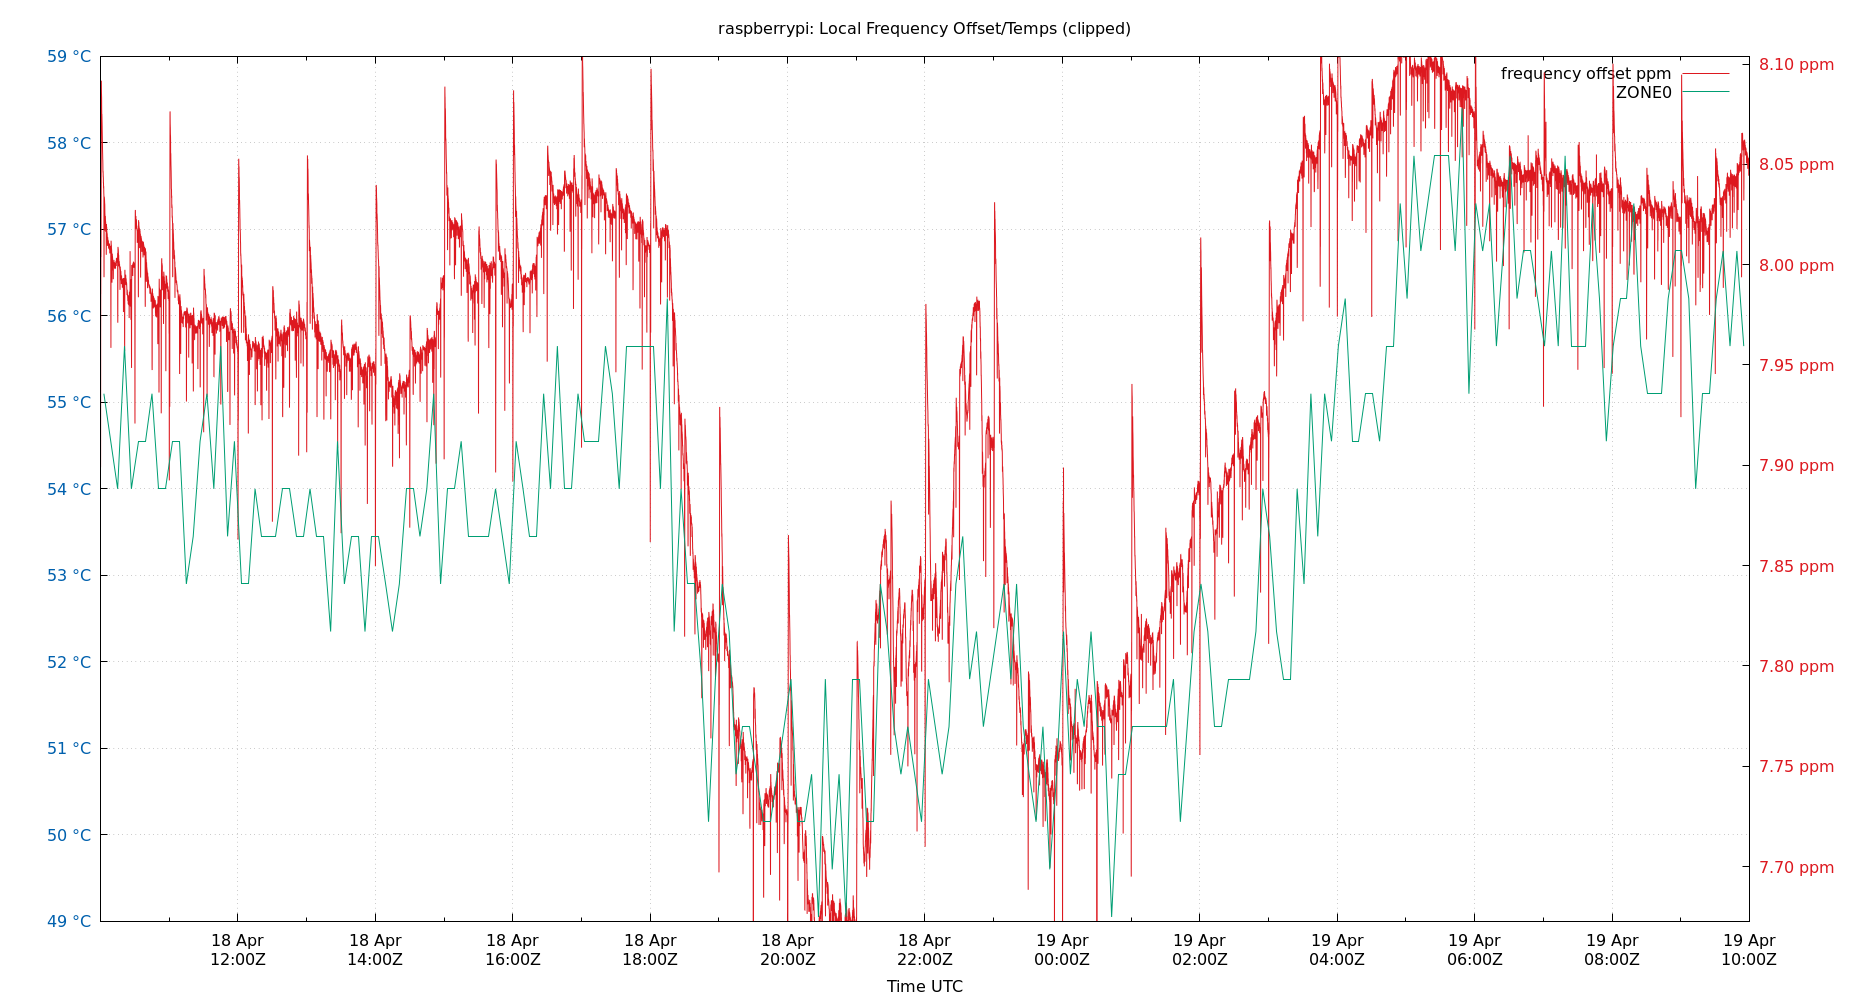 raspberrypi: Local Frequency Offset/Temps (clipped)
frequency offset ppm
ZONE0
59 °C
58 °C
57 °C
56 °C
55 °C
54 °C
53 °C
52 °C
51 °C
50 °C
49 °C
8.10 ppm
8.05 ppm
8.00 ppm
7.95 ppm
7.90 ppm
7.85 ppm
7.80 ppm
7.75 ppm
7.70 ppm
18 Apr
12:00Z
18 Apr
14:00Z
18 Apr
16:00Z
18 Apr
18:00Z
18 Apr
20:00Z
18 Apr
22:00Z
19 Apr
00:00Z
19 Apr
02:00Z
19 Apr
04:00Z
19 Apr
06:00Z
19 Apr
08:00Z
19 Apr
10:00Z
Time UTC